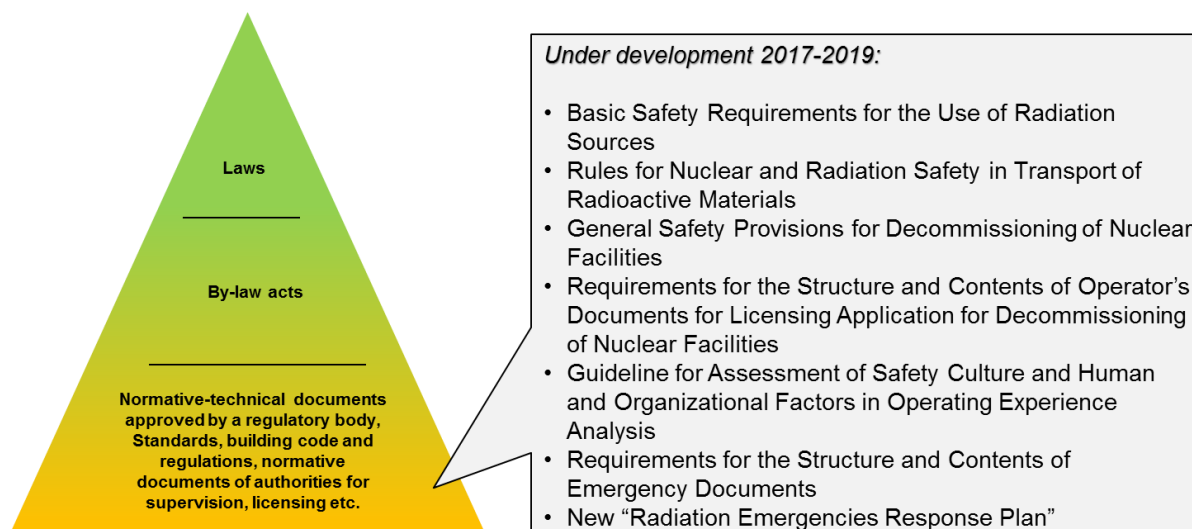 Laws
By-law acts
Normative-technical documents
approved by a regulatory body,
Standards, building code and
regulations, normative
documents of authorities for
supervision, licensing etc.
Under development 2017-2019:
• Basic Safety Requirements for the Use of Radiation
Sources
• Rules for Nuclear and Radiation Safety in Transport of
Radioactive Materials
• General Safety Provisions for Decommissioning of Nuclear
Facilities
• Requirements for the Structure and Contents of Operator’s
Documents for Licensing Application for Decommissioning
of Nuclear Facilities
• Guideline for Assessment of Safety Culture and Human
and Organizational Factors in Operating Experience
Analysis
• Requirements for the Structure and Contents of
Emergency Documents
• New “Radiation Emergencies Response Plan”